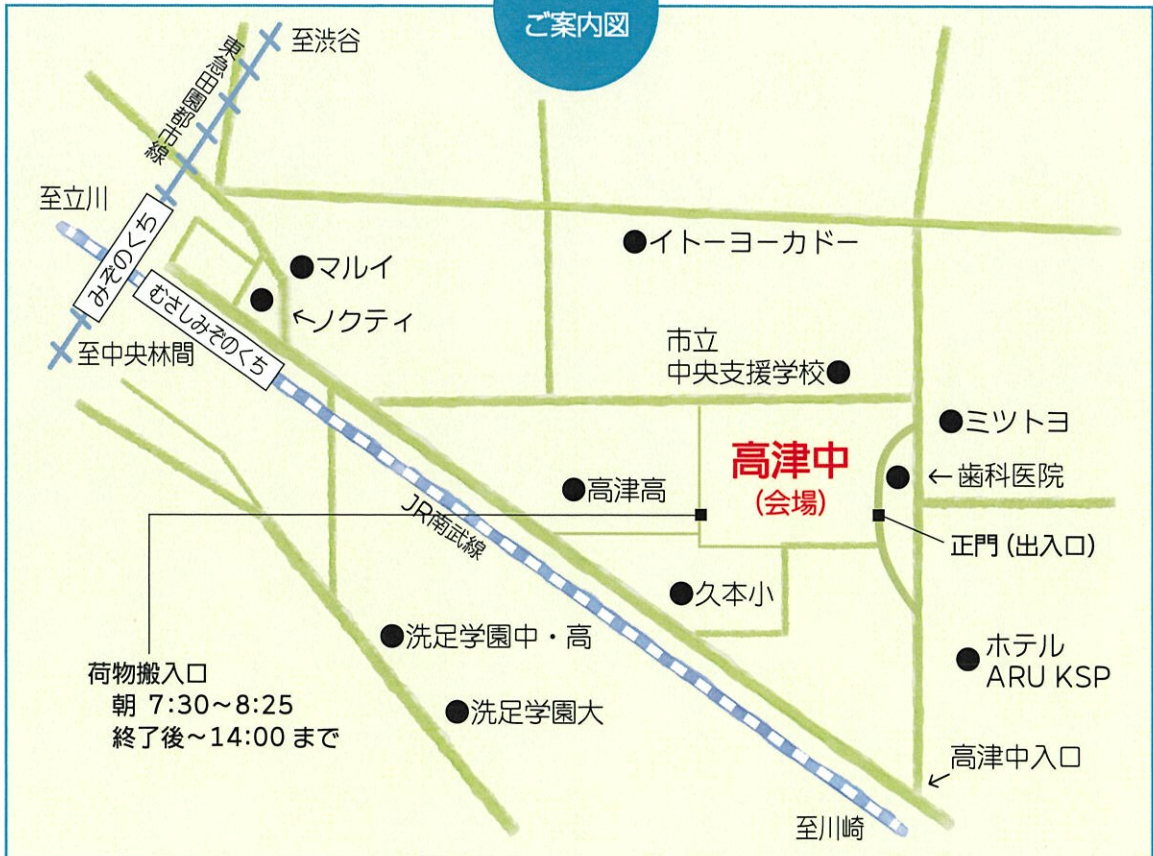 ご案内図
至渋谷
東急田園都市線
至立川
みぞのくち
むさしみぞのくち
至中央林間
●マルイ
←ノクティ
●イトーヨーカドー
市立
中央支援学校●
●ミツトヨ
高津中
(会場)
←歯科医院
●高津高
JR南武線
正門(出入口)
●久本小
●洗足学園中・高
●ホテル
ARU KSP
荷物搬入口
朝 7:30～8:25
終了後～14:00 まで
●洗足学園大
高津中入口
至川崎